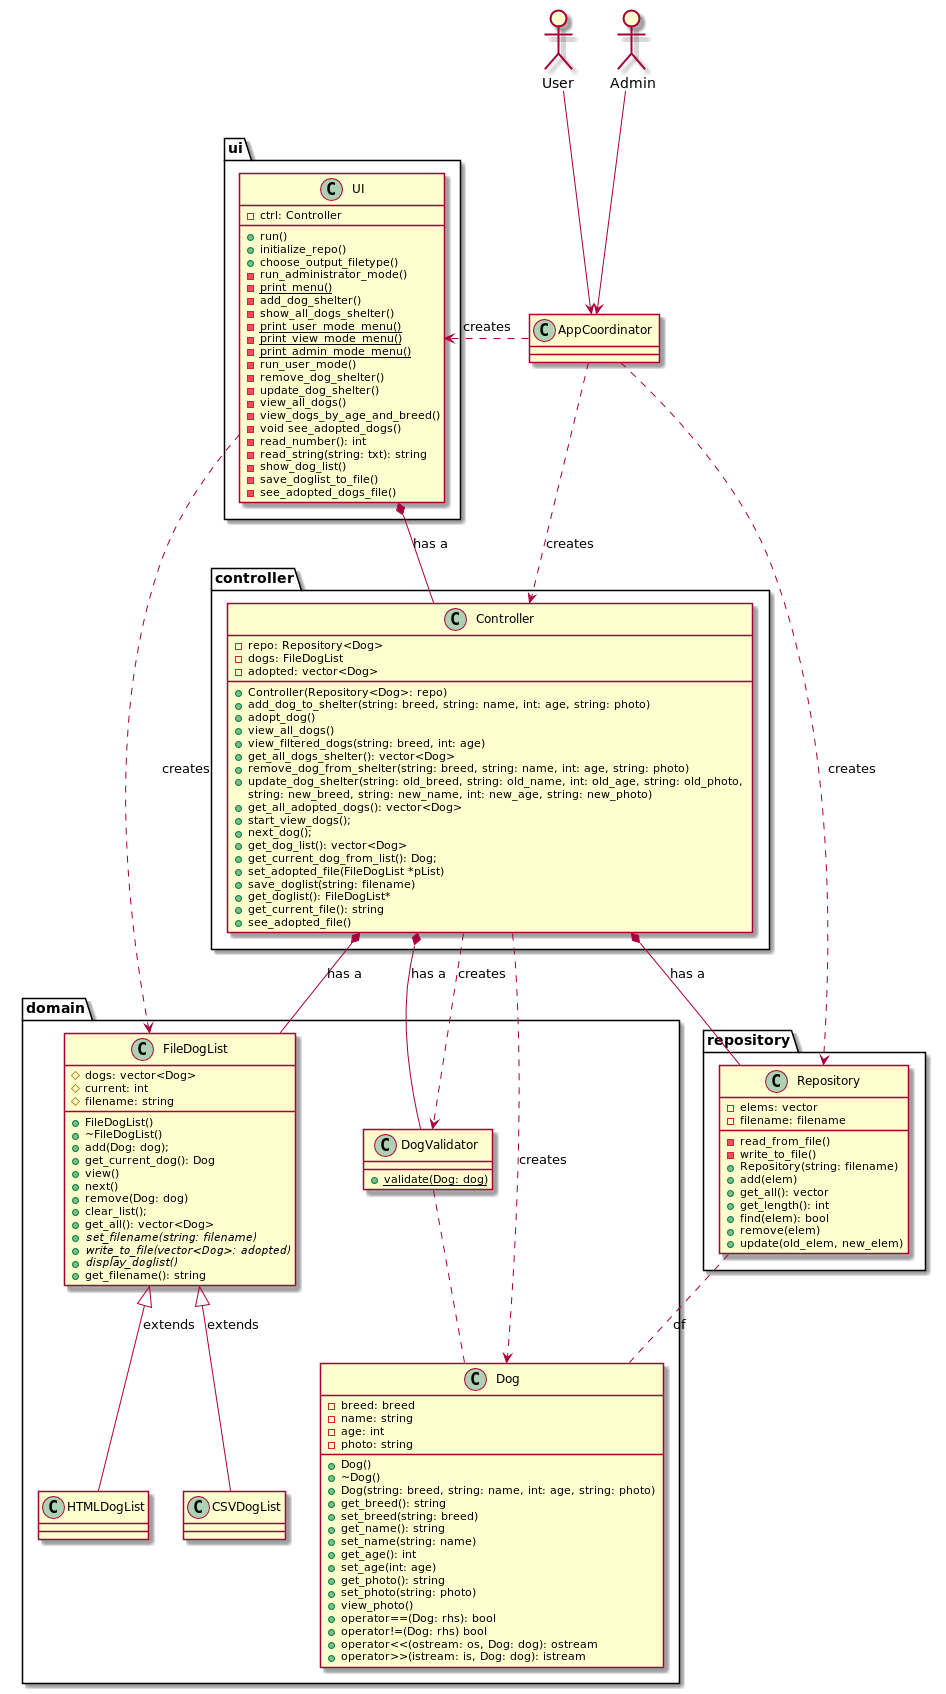 User
Admin
ui
C UI
ctrl: Controller
run()
initialize_repo()
choose_output_filetype()
run_administrator_mode()
print_menu()
add_dog_shelter()
show_all_dogs_shelter()
print_user_mode_menu()
print_view_mode_menu()
print_admin_mode_menu()
run_user_mode()
remove_dog_shelter()
update_dog_shelter()
view_all_dogs()
view_dogs_by_age_and_breed()
void see_adopted_dogs()
read_number(): int
read_string(string: txt): string
show_dog_list()
save_doglist_to_file()
see_adopted_dogs_file()
creates
C AppCoordinator
has a
creates
controller
C Controller
repo: Repository<Dog>
dogs: FileDogList
adopted: vector<Dog>
Controller(Repository<Dog>: repo)
add_dog_to_shelter(string: breed, string: name, int: age, string: photo)
adopt_dog()
view_all_dogs()
view_filtered_dogs(string: breed, int: age)
get_all_dogs_shelter(): vector<Dog>
remove_dog_from_shelter(string: breed, string: name, int: age, string: photo)
update_dog_shelter(string: old_breed, string: old_name, int: old_age, string: old_photo,
string: new_breed, string: new_name, int: new_age, string: new_photo)
get_all_adopted_dogs(): vector<Dog>
start_view_dogs();
next_dog();
get_dog_list(): vector<Dog>
get_current_dog_from_list(): Dog;
set_adopted_file(FileDogList *pList)
save_doglist(string: filename)
get_doglist(): FileDogList*
get_current_file(): string
see_adopted_file()
creates
creates
has a
has a
creates
has a
domain
C FileDogList
dogs: vector<Dog>
current: int
filename: string
FileDogList()
~FileDogList()
add(Dog: dog);
get_current_dog(): Dog
view()
next()
remove(Dog: dog)
clear_list();
get_all(): vector<Dog>
set_filename(string: filename)
write_to_file(vector<Dog>: adopted)
display_doglist()
get_filename(): string
C DogValidator
validate(Dog: dog)
creates
repository
C Repository
elems: vector
filename: filename
read_from_file()
write_to_file()
Repository(string: filename)
add(elem)
get_all(): vector
get_length(): int
find(elem): bool
remove(elem)
update(old_elem, new_elem)
extends
extends
of
C HTMLDogList
C CSVDogList
C Dog
breed: breed
name: string
age: int
photo: string
Dog()
~Dog()
Dog(string: breed, string: name, int: age, string: photo)
get_breed(): string
set_breed(string: breed)
get_name(): string
set_name(string: name)
get_age(): int
set_age(int: age)
get_photo(): string
set_photo(string: photo)
view_photo()
operator==(Dog: rhs): bool
operator!=(Dog: rhs) bool
operator<<(ostream: os, Dog: dog): ostream
operator>>(istream: is, Dog: dog): istream